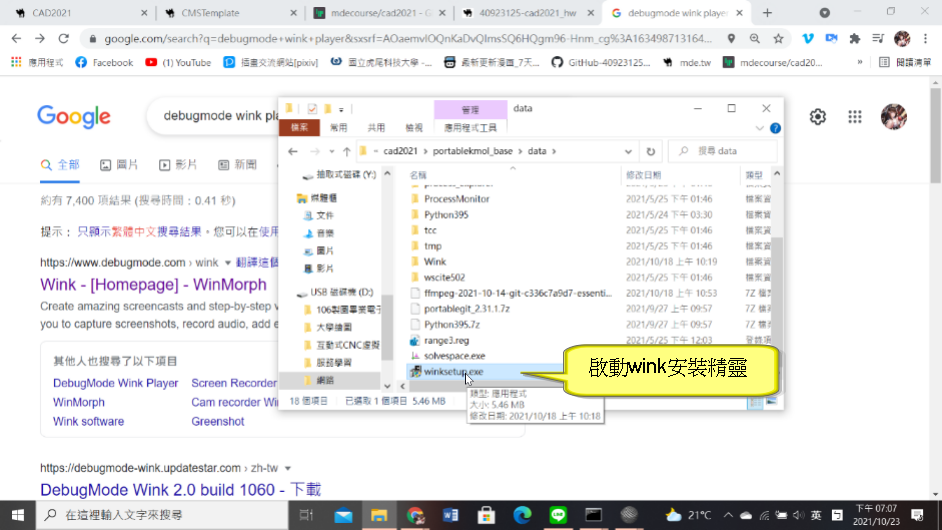 CAD2021
CMSTemplate
mdecourse/cad2021 - G
40923125-cad2021_hw
debugmode wink player
google.com/search?q=debugmode+wink+player&sxsrf=AOaemvIOQnKaDvQImsSQ6HQgm96-Hnm_cg%3A163498713164...
應用程式
Facebook
(1) YouTube
插畫交流網站[pixiv]
國立虎尾科技大學 -...
最新更新漫画_7天...
GitHub-40923125...
mde.tw
mdecourse/cad20...
»
閱讀清單
Google
debugmode wink pla
全部
圖片
影片
新聞
約有 7,400 項結果 (搜尋時間：0.41 秒)
提示： 只顯示繁體中文搜尋結果。您可以在使用
https://www.debugmode.com › wink
翻譯這個
Wink - [Homepage] - WinMorph
Create amazing screencasts and step-by-step v
you to capture screenshots, record audio, add e
其他人也搜尋了以下項目
DebugMode Wink Player
Screen Recorder
WinMorph
Cam recorder Wi
Wink software
Greenshot
https://debugmode-wink.updatestar.com › zh-tw
DebugMode Wink 2.0 build 1060 - 下載
管理
data
檔案
常用
共用
檢視
應用程式工具
cad2021 › portablekmol_base › data ›
搜尋 data
抽取式磁碟 (Y:)
媒體櫃
文件
音樂
圖片
影片
USB 磁碟機 (D:)
106製圖畢業電子
大學繪圖
互動式CNC虛擬
服務學習
網路
名稱
修改日期
類型
process_explorer
2021/5/25 下午 01:46
ProcessMonitor
2021/5/25 下午 01:46
檔案資
Python395
2021/5/24 下午 03:30
檔案資
tcc
2021/5/25 下午 01:46
檔案資
tmp
2021/5/25 下午 01:46
檔案資
Wink
2021/10/18 上午 10:19
檔案資
wscite502
2021/5/25 下午 01:46
檔案資
ffmpeg-2021-10-14-git-c336c7a9d7-essenti...
2021/10/18 上午 10:53
7Z 檔
portablegit_2.31.1.7z
2021/9/27 上午 09:57
7Z 檔
Python395.7z
2021/9/27 上午 09:57
7Z 檔
range3.reg
2021/5/25 下午 12:03
solvespace.exe
winksetup.exe
類型: 應用程式
大小: 5.46 MB
修改日期: 2021/10/18 上午 10:18
啟動wink安裝精靈
18 個項目
已選取 1 個項目 5.46 MB
在這裡輸入文字來搜尋
21°C
英
下午 07:07
2021/10/23